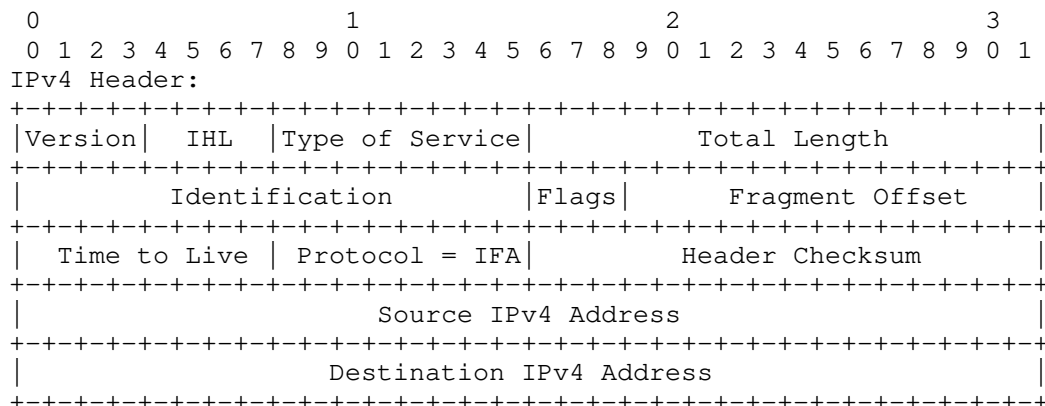 0                   1                   2                   3
0 1 2 3 4 5 6 7 8 9 0 1 2 3 4 5 6 7 8 9 0 1 2 3 4 5 6 7 8 9 0 1
IPv4 Header:
+-+-+-+-+-+-+-+-+-+-+-+-+-+-+-+-+-+-+-+-+-+-+-+-+-+-+-+-+-+-+-+-+
|Version|  IHL  |Type of Service|          Total Length         |
+-+-+-+-+-+-+-+-+-+-+-+-+-+-+-+-+-+-+-+-+-+-+-+-+-+-+-+-+-+-+-+-+
|         Identification        |Flags|      Fragment Offset    |
+-+-+-+-+-+-+-+-+-+-+-+-+-+-+-+-+-+-+-+-+-+-+-+-+-+-+-+-+-+-+-+-+
|  Time to Live | Protocol = IFA|         Header Checksum       |
+-+-+-+-+-+-+-+-+-+-+-+-+-+-+-+-+-+-+-+-+-+-+-+-+-+-+-+-+-+-+-+-+
|                      Source IPv4 Address                      |
+-+-+-+-+-+-+-+-+-+-+-+-+-+-+-+-+-+-+-+-+-+-+-+-+-+-+-+-+-+-+-+-+
|                   Destination IPv4 Address                    |
+-+-+-+-+-+-+-+-+-+-+-+-+-+-+-+-+-+-+-+-+-+-+-+-+-+-+-+-+-+-+-+-+